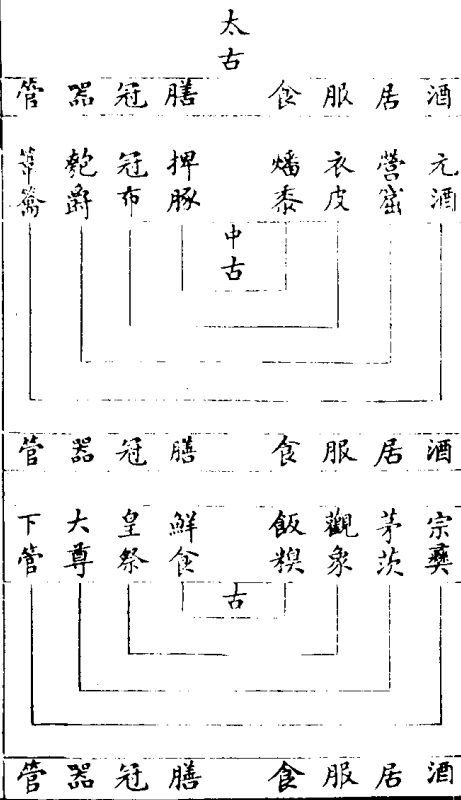 太古
酒 居 服 食 膳 冠 器 管
元酒 營窟 衣皮 燔黍 捭豚 冠布 匏爵 葦籥
中古
酒 居 服 食 膳 冠 器 管
宗彝 茅茨 觀象 飯糗 鮮食 皇祭 大尊 下管
古
酒 居 服 食 膳 冠 器 管